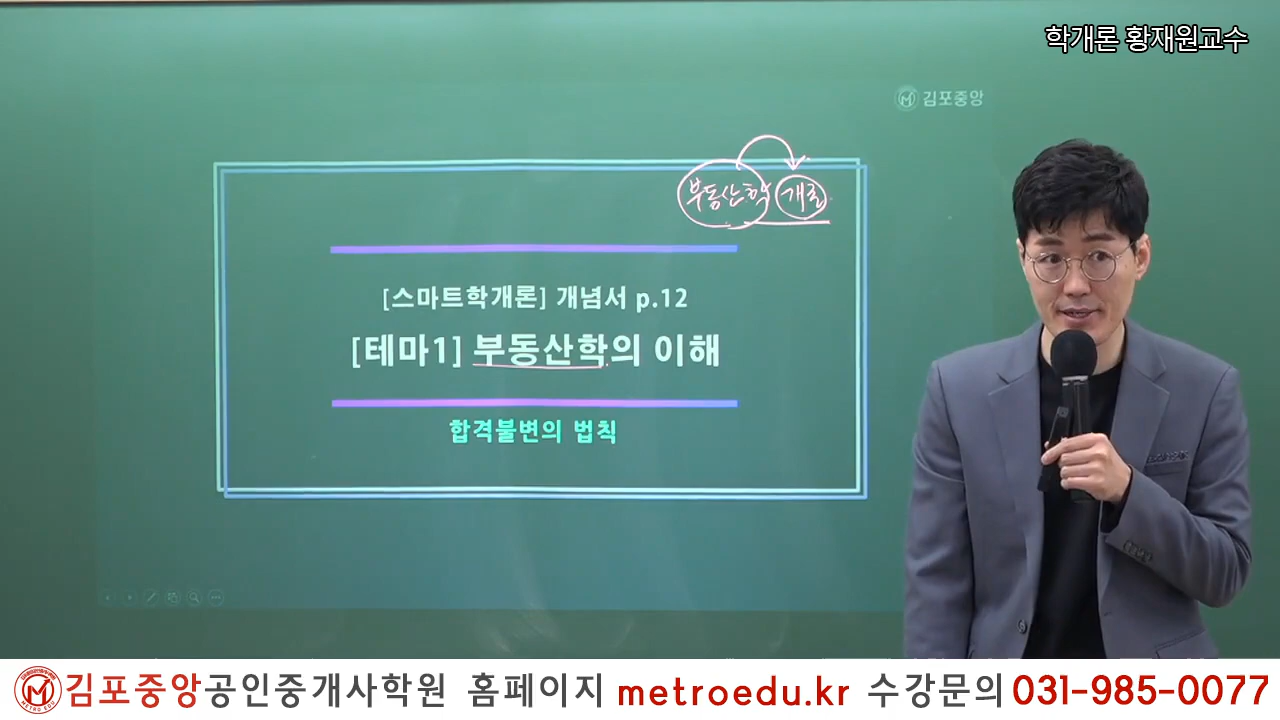 학개론 황재원교수
김포중앙
부동산학 개론
[스마트학개론] 개념서 p.12
[테마1] 부동산학의 이해
합격불변의 법칙
METRO EDU
김포중앙공인중개사학원 홈페이지 metroedu.kr 수강문의 031-985-0077